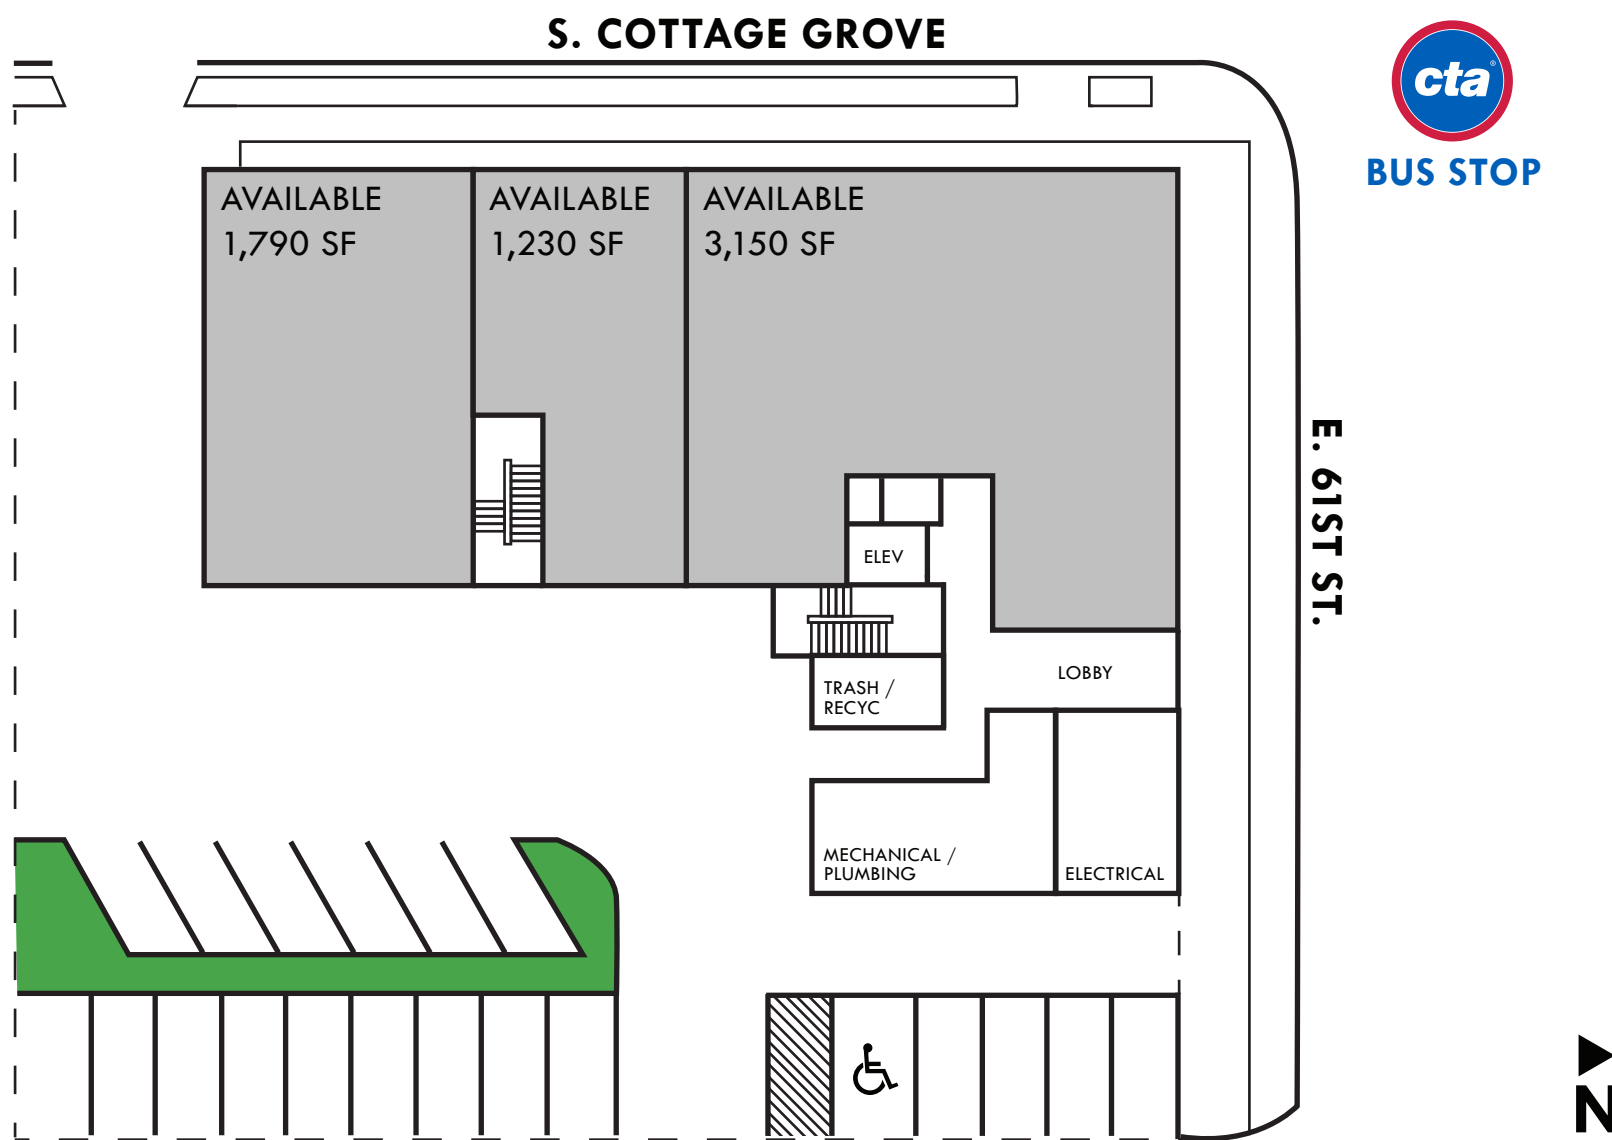 S. COTTAGE GROVE
cta®
BUS STOP
AVAILABLE
1,790 SF
AVAILABLE
1,230 SF
AVAILABLE
3,150 SF
E. 61ST ST.
ELEV
LOBBY
TRASH /
RECYC
MECHANICAL /
PLUMBING
ELECTRICAL
N